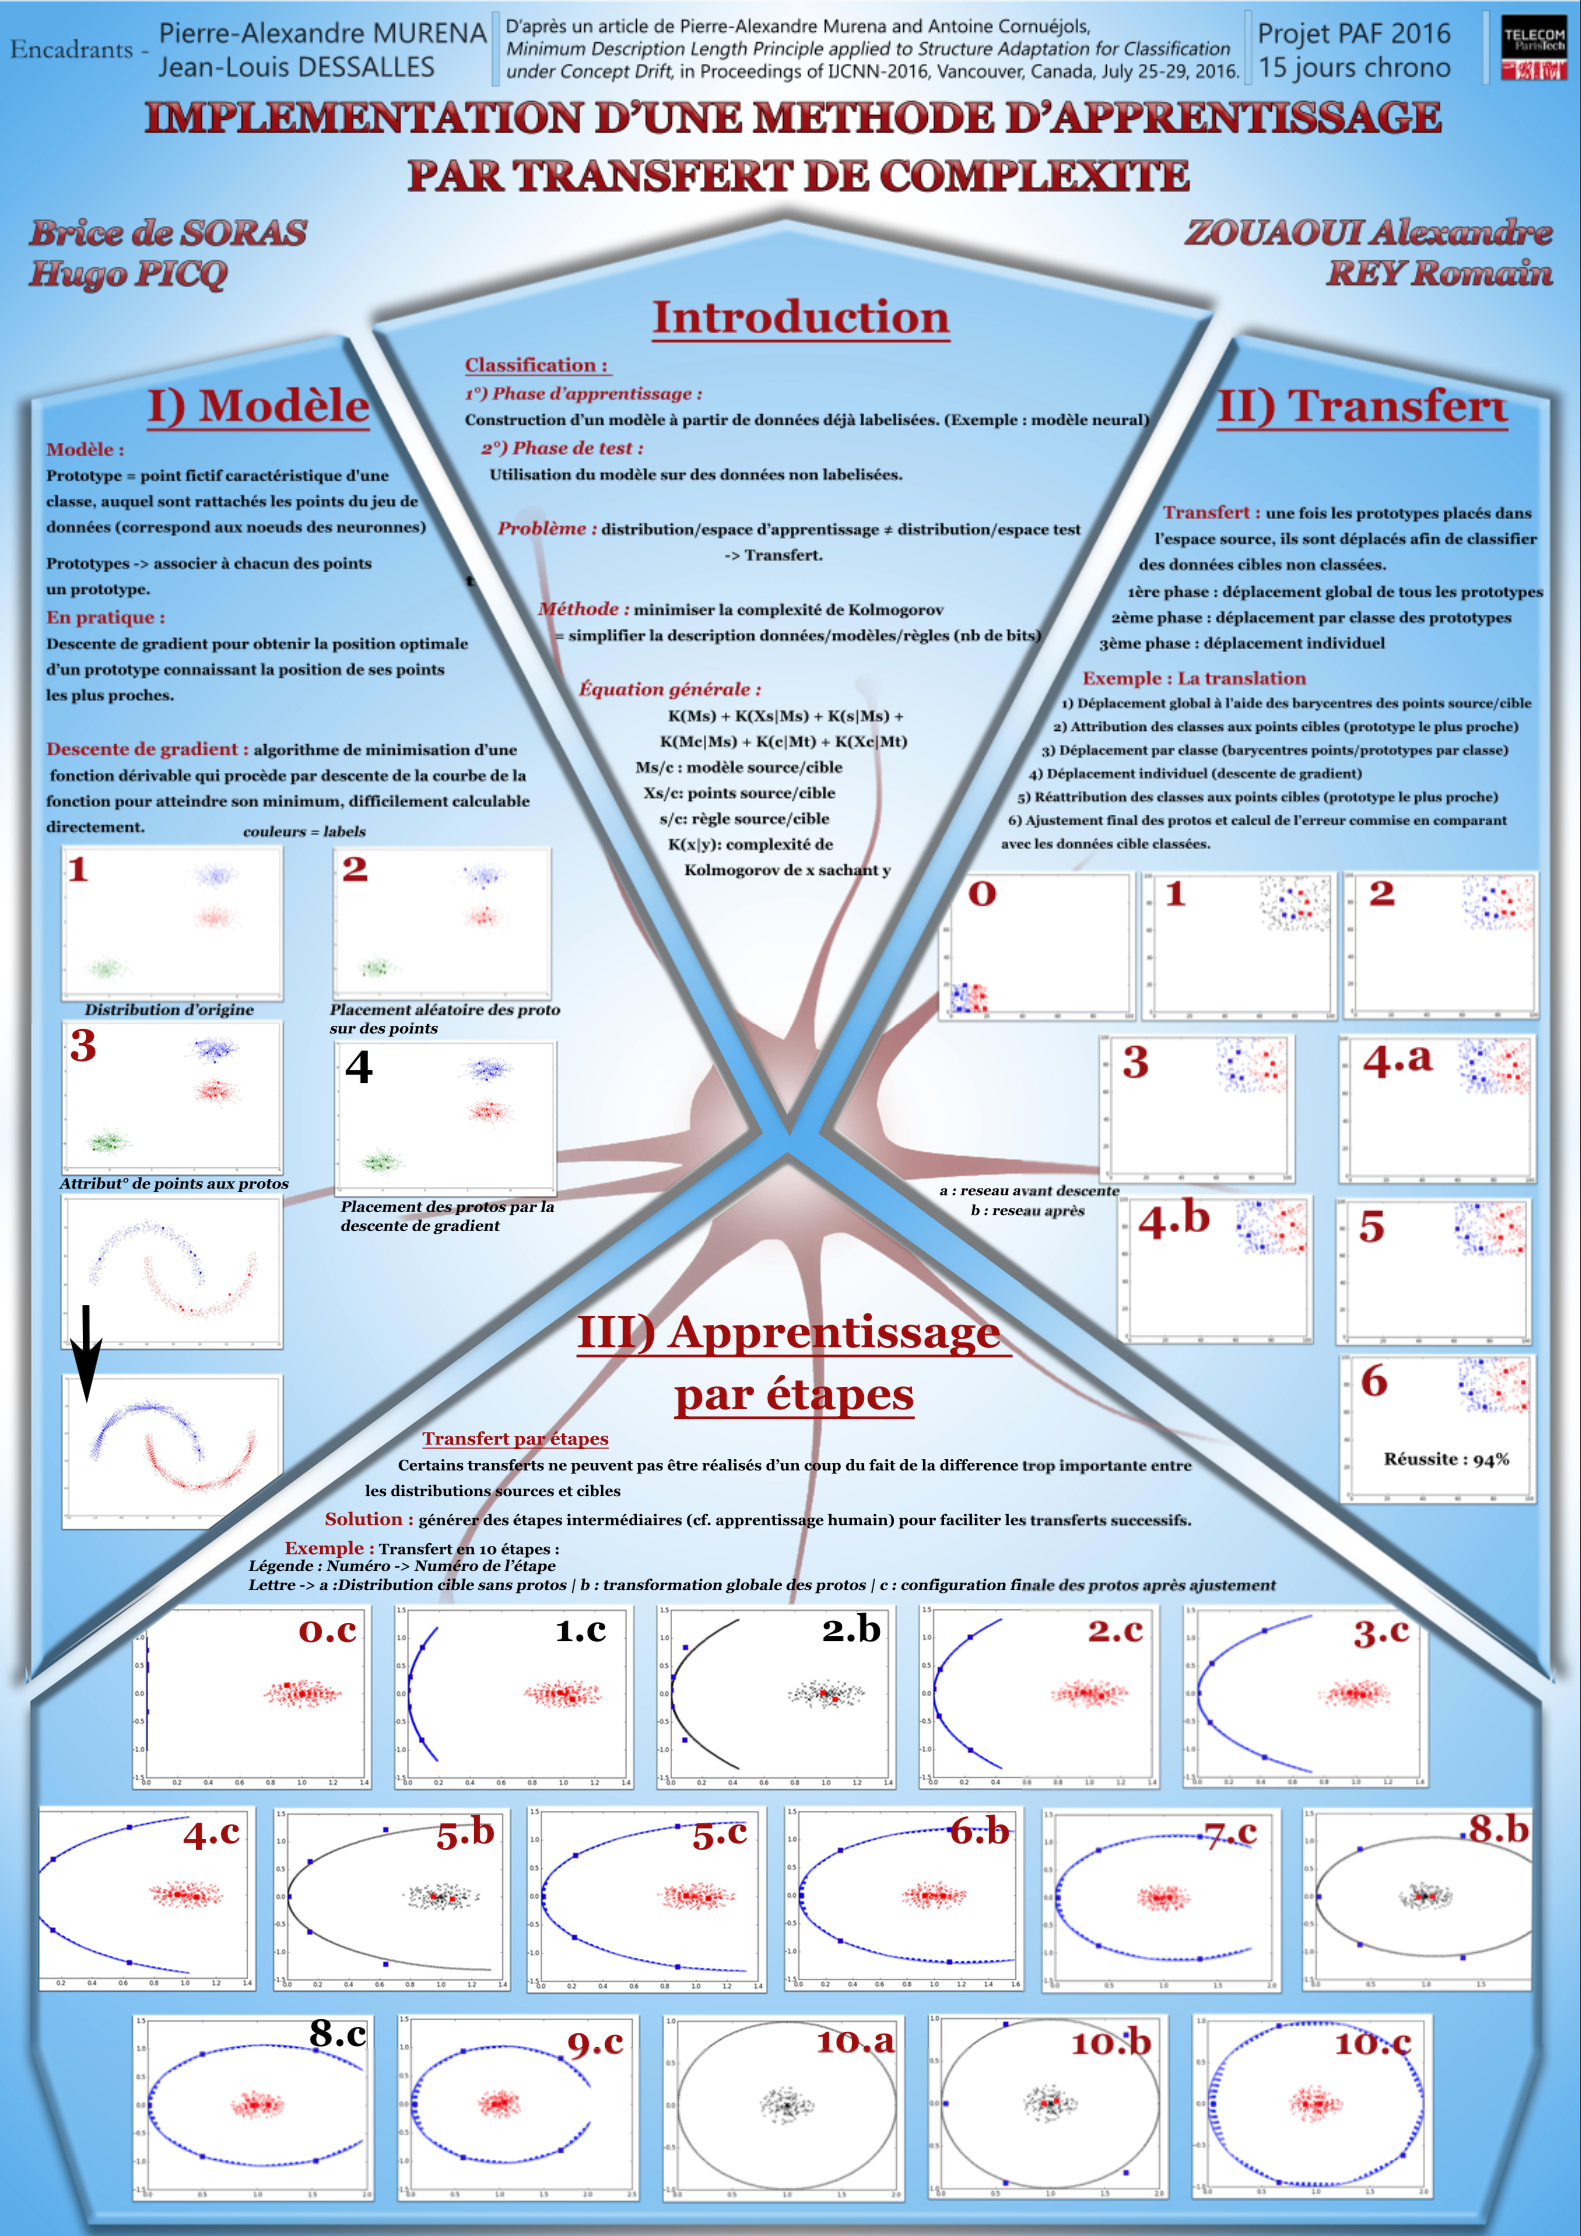 Encadrants -
Pierre-Alexandre MURENA
Jean-Louis DESSALLES
D'après un article de Pierre-Alexandre Murena and Antoine Cornuéjols,
Minimum Description Length Principle applied to Structure Adaptation for Classification
under Concept Drift, in Proceedings of IJCNN-2016, Vancouver, Canada, July 25-29, 2016.
Projet PAF 2016
15 jours chrono
TELECOM
ParisTech
IMPLEMENTATION D'UNE METHODE D'APPRENTISSAGE
PAR TRANSFERT DE COMPLEXITE
Brice de SORAS
Hugo PICQ
ZOUAOUI Alexandre
REY Romain
Introduction
Classification :
1°) Phase d'apprentissage :
Construction d'un modèle à partir de données déjà labelisées. (Exemple : modèle neural)
2°) Phase de test :
Utilisation du modèle sur des données non labelisées.
Problème : distribution/espace d'apprentissage ≠ distribution/espace test
-> Transfert.
Méthode : minimiser la complexité de Kolmogorov
= simplifier la description données/modèles/règles (nb de bits)
Équation générale :
K(Ms) + K(Xs|Ms) + K(s|Ms) +
K(Mc|Ms) + K(c|Mt) + K(Xc|Mt)
Ms/c : modèle source/cible
Xs/c: points source/cible
s/c: règle source/cible
K(x|y): complexité de
Kolmogorov de x sachant y
I) Modèle
Modèle :
Prototype = point fictif caractéristique d'une
classe, auquel sont rattachés les points du jeu de
données (correspond aux noeuds des neuronnes)
Prototypes -> associer à chacun des points
un prototype.
t
En pratique :
Descente de gradient pour obtenir la position optimale
d'un prototype connaissant la position de ses points
les plus proches.
Descente de gradient : algorithme de minimisation d'une
fonction dérivable qui procède par descente de la courbe de la
fonction pour atteindre son minimum, difficilement calculable
directement.
couleurs = labels
1
2
Distribution d'origine
Placement aléatoire des proto
sur des points
3
4
Attribut° de points aux protos
Placement des protos par la
descente de gradient
II) Transfert
Transfert : une fois les prototypes placés dans
l'espace source, ils sont déplacés afin de classifier
des données cibles non classées.
1ère phase : déplacement global de tous les prototypes
2ème phase : déplacement par classe des prototypes
3ème phase : déplacement individuel
Exemple : La translation
1) Déplacement global à l'aide des barycentres des points source/cible
2) Attribution des classes aux points cibles (prototype le plus proche)
3) Déplacement par classe (barycentres points/prototypes par classe)
4) Déplacement individuel (descente de gradient)
5) Réattribution des classes aux points cibles (prototype le plus proche)
6) Ajustement final des protos et calcul de l'erreur commise en comparant
avec les données cible classées.
0
1
2
3
4.a
a : reseau avant descente
b : reseau après
4.b
5
6
Réussite : 94%
III) Apprentissage
par étapes
Transfert par étapes
Certains transferts ne peuvent pas être réalisés d'un coup du fait de la difference trop importante entre
les distributions sources et cibles
Solution : générer des étapes intermédiaires (cf. apprentissage humain) pour faciliter les transferts successifs.
Exemple : Transfert en 10 étapes :
Légende : Numéro -> Numéro de l'étape
Lettre -> a :Distribution cible sans protos | b : transformation globale des protos | c : configuration finale des protos après ajustement
0.c
1.c
2.b
2.c
3.c
4.c
5.b
5.c
6.b
7.c
8.b
8.c
9.c
10.a
10.b
10.c